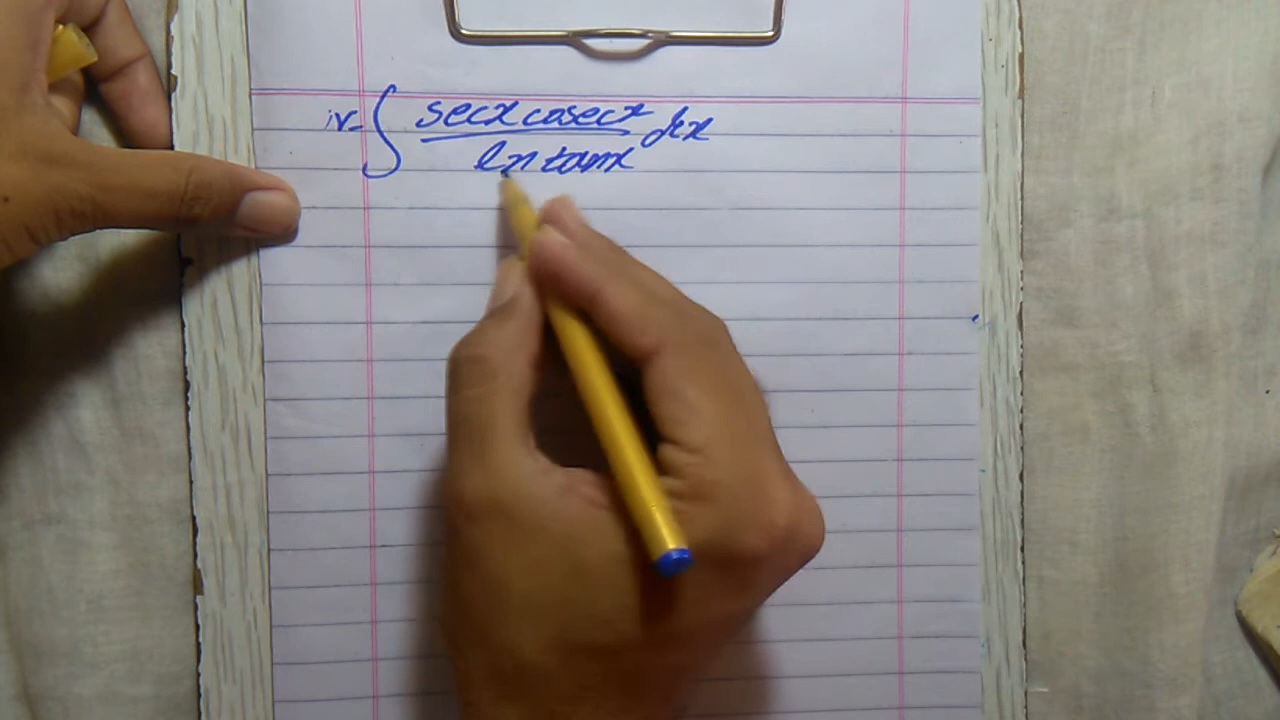 iv- ∫ secx cosecx / ln tanx dx